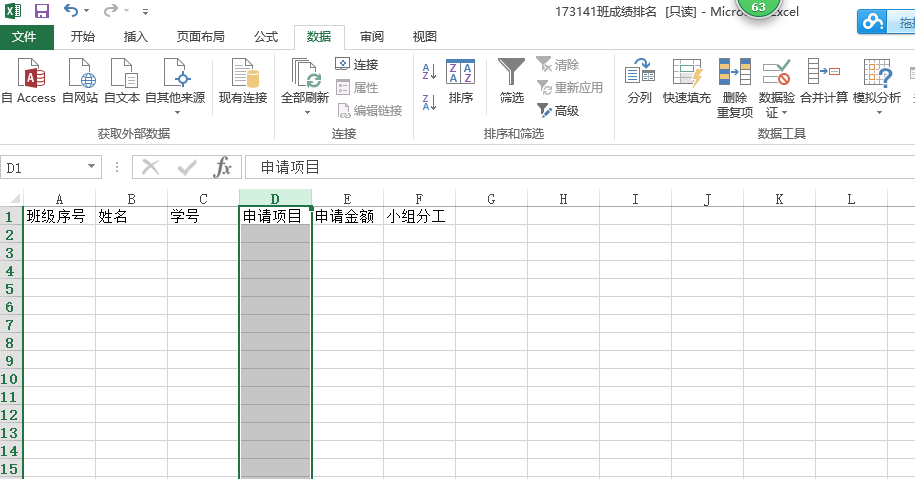 63
173141班成绩排名 [只读] - Micro
Excel
文件 开始 插入 页面布局 公式 数据 审阅 视图
自 Access 自网站 自文本 自其他来源 现有连接 全部刷新 连接 属性 编辑链接 排序 筛选 清除 重新应用 高级 分列 快速填充 删除重复项 数据验证 合并计算 模拟分析
获取外部数据 连接 排序和筛选 数据工具
D1 fx 申请项目
A B C D E F G H I J K L
1 班级序号 姓名 学号 申请项目 申请金额 小组分工
2
3
4
5
6
7
8
9
10
11
12
13
14
15